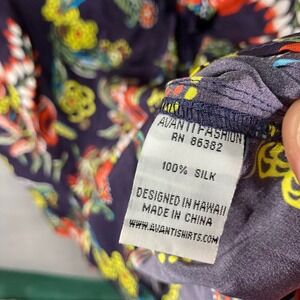 AVANTI FASHION
RN 86382
100% SILK
DESIGNED IN HAWAII
MADE IN CHINA
WWW.AVANTISHIRTS.COM